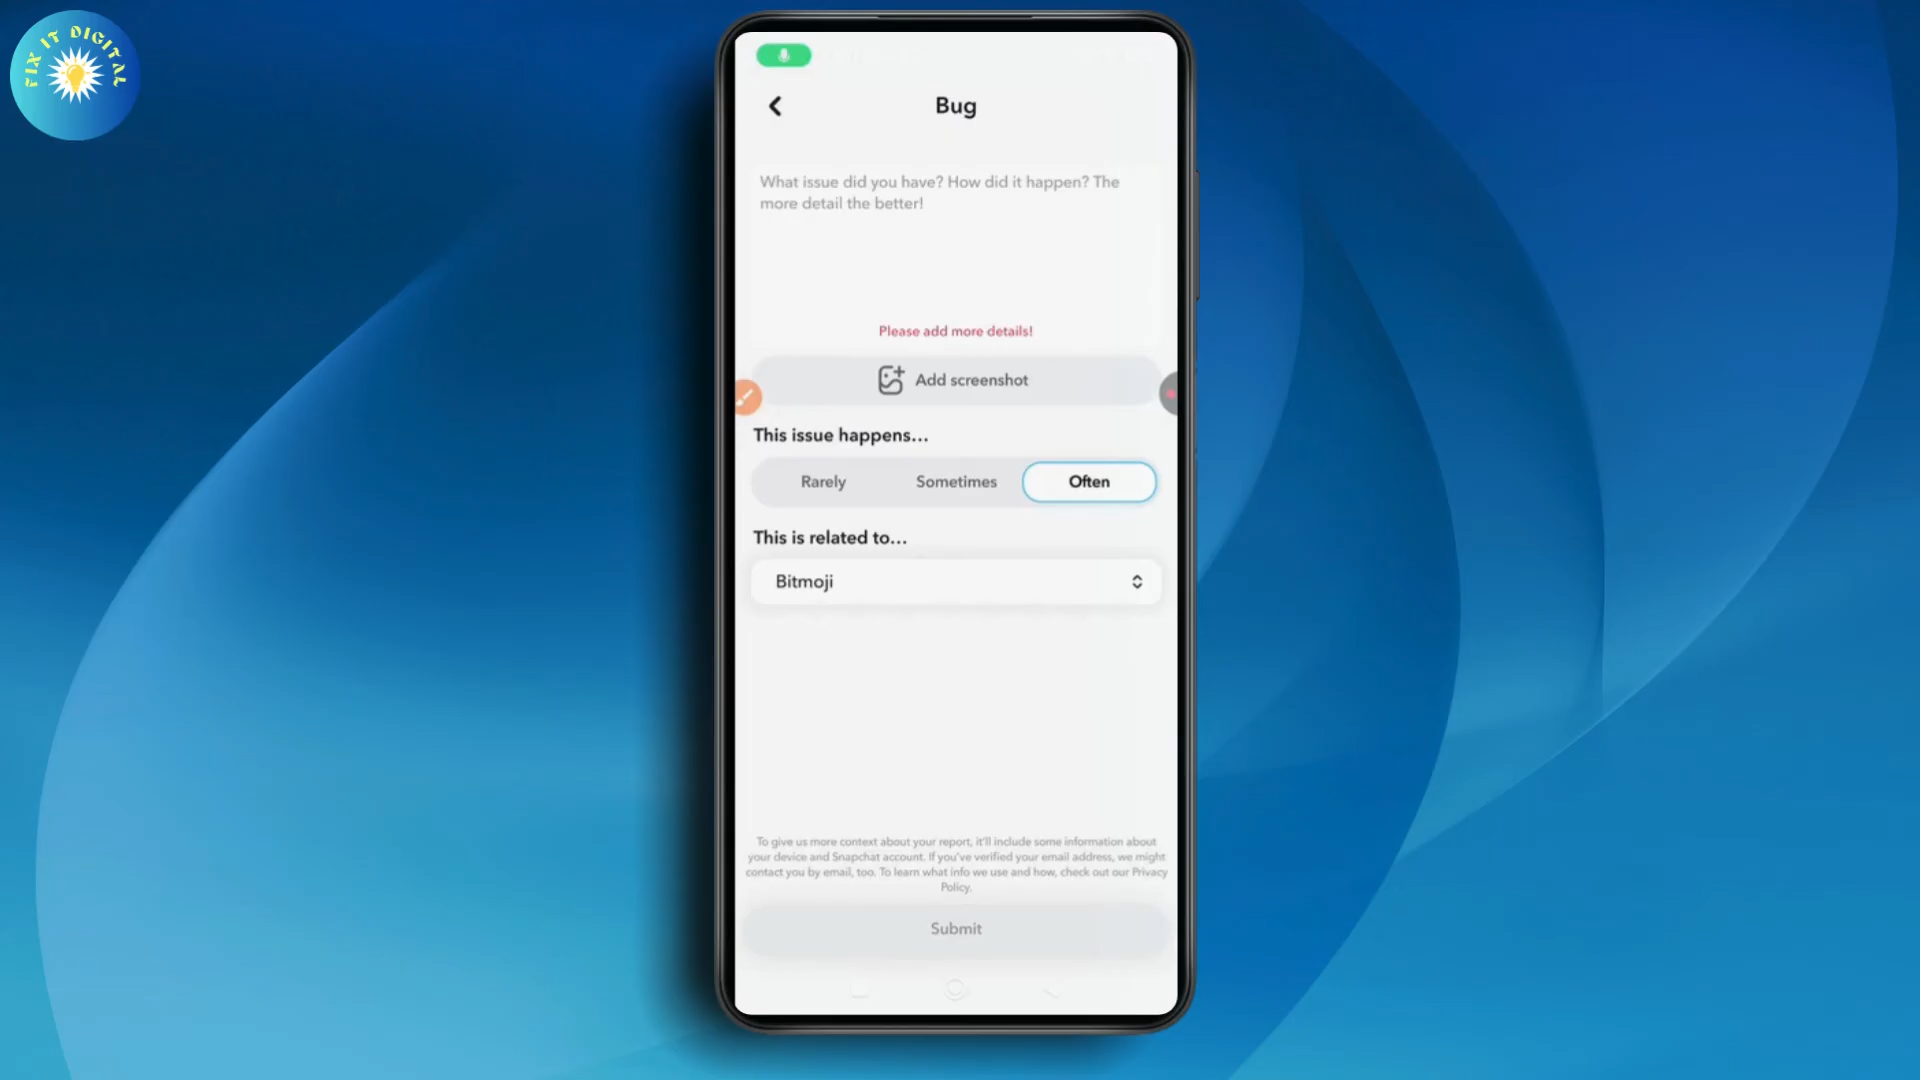 FIX IT DIGITAL
Bug
What issue did you have? How did it happen? The
more detail the better!
Please add more details!
Add screenshot
This issue happens...
Rarely Sometimes Often
This is related to...
Bitmoji
To give us more context about your report, it'll include some information about
your device and Snapchat account. If you've verified your email address, we might
contact you by email, too. To learn what info we use and how, check out our Privacy
Policy.
Submit